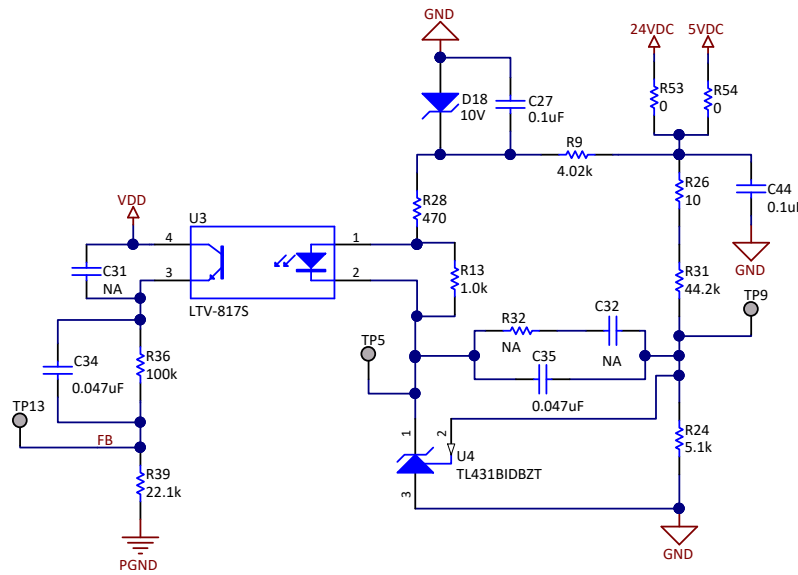 GND
24VDC
5VDC
R53
0
R54
0
D18
10V
C27
0.1uF
R9
4.02k
R26
10
C44
0.1uF
GND
VDD
U3
R28
470
4
3
1
2
C31
NA
LTV-817S
R13
1.0k
R31
44.2k
TP9
TP5
R32
NA
C32
NA
C35
0.047uF
C34
0.047uF
R36
100k
TP13
FB
1
2
3
U4
TL431BIDBZT
R24
5.1k
R39
22.1k
PGND
GND